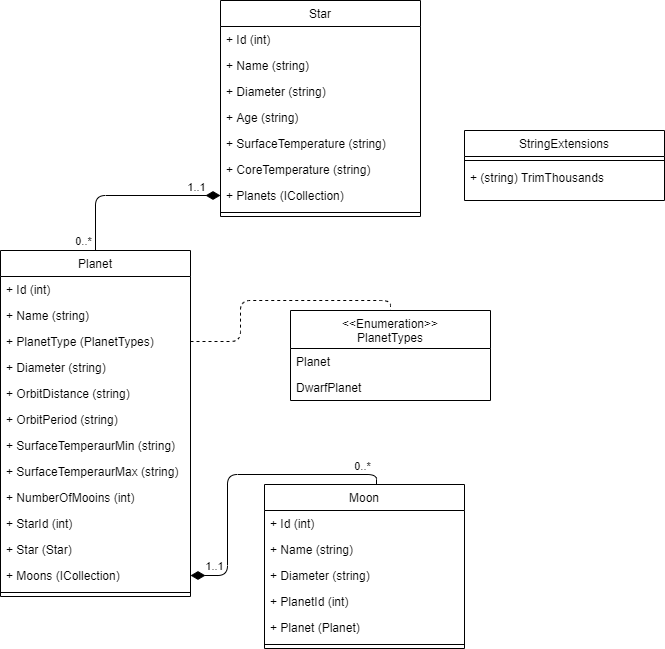 Star
+ Id (int)
+ Name (string)
+ Diameter (string)
+ Age (string)
+ SurfaceTemperature (string)
+ CoreTemperature (string)
+ Planets (ICollection)
1..1
0..*
StringExtensions
+ (string) TrimThousands
Planet
+ Id (int)
+ Name (string)
+ PlanetType (PlanetTypes)
+ Diameter (string)
+ OrbitDistance (string)
+ OrbitPeriod (string)
+ SurfaceTemperaurMin (string)
+ SurfaceTemperaurMax (string)
+ NumberOfMooins (int)
+ StarId (int)
+ Star (Star)
+ Moons (ICollection)
<<Enumeration>>
PlanetTypes
Planet
DwarfPlanet
1..1
0..*
Moon
+ Id (int)
+ Name (string)
+ Diameter (string)
+ PlanetId (int)
+ Planet (Planet)